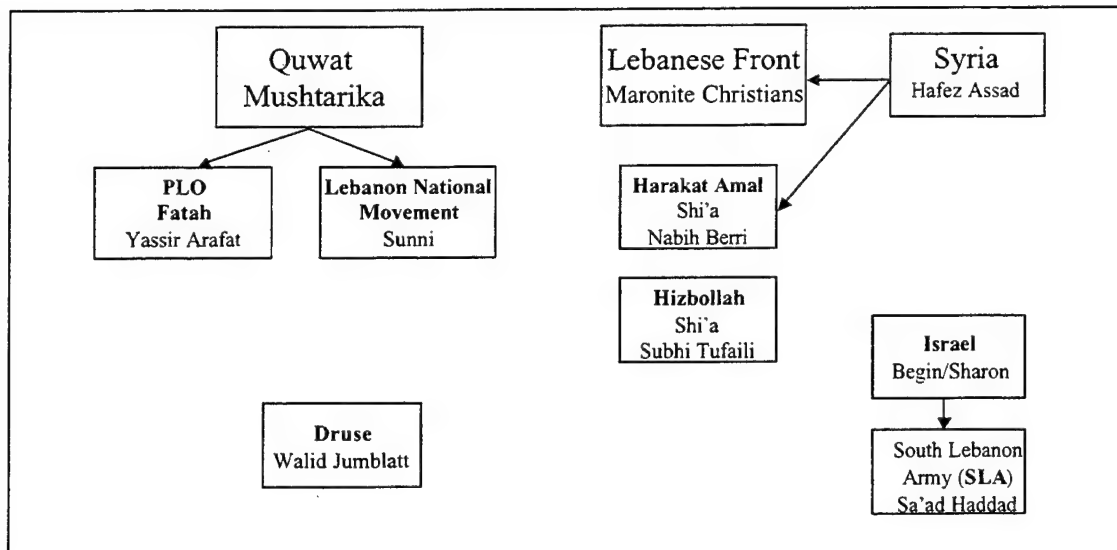 Quwat
Mushtarika
Lebanese Front
Maronite Christians
Syria
Hafez Assad
PLO
Fatah
Yassir Arafat
Lebanon National
Movement
Sunni
Harakat Amal
Shi'a
Nabih Berri
Hizbollah
Shi'a
Subhi Tufaili
Israel
Begin/Sharon
Druse
Walid Jumblatt
South Lebanon
Army (SLA)
Sa'ad Haddad